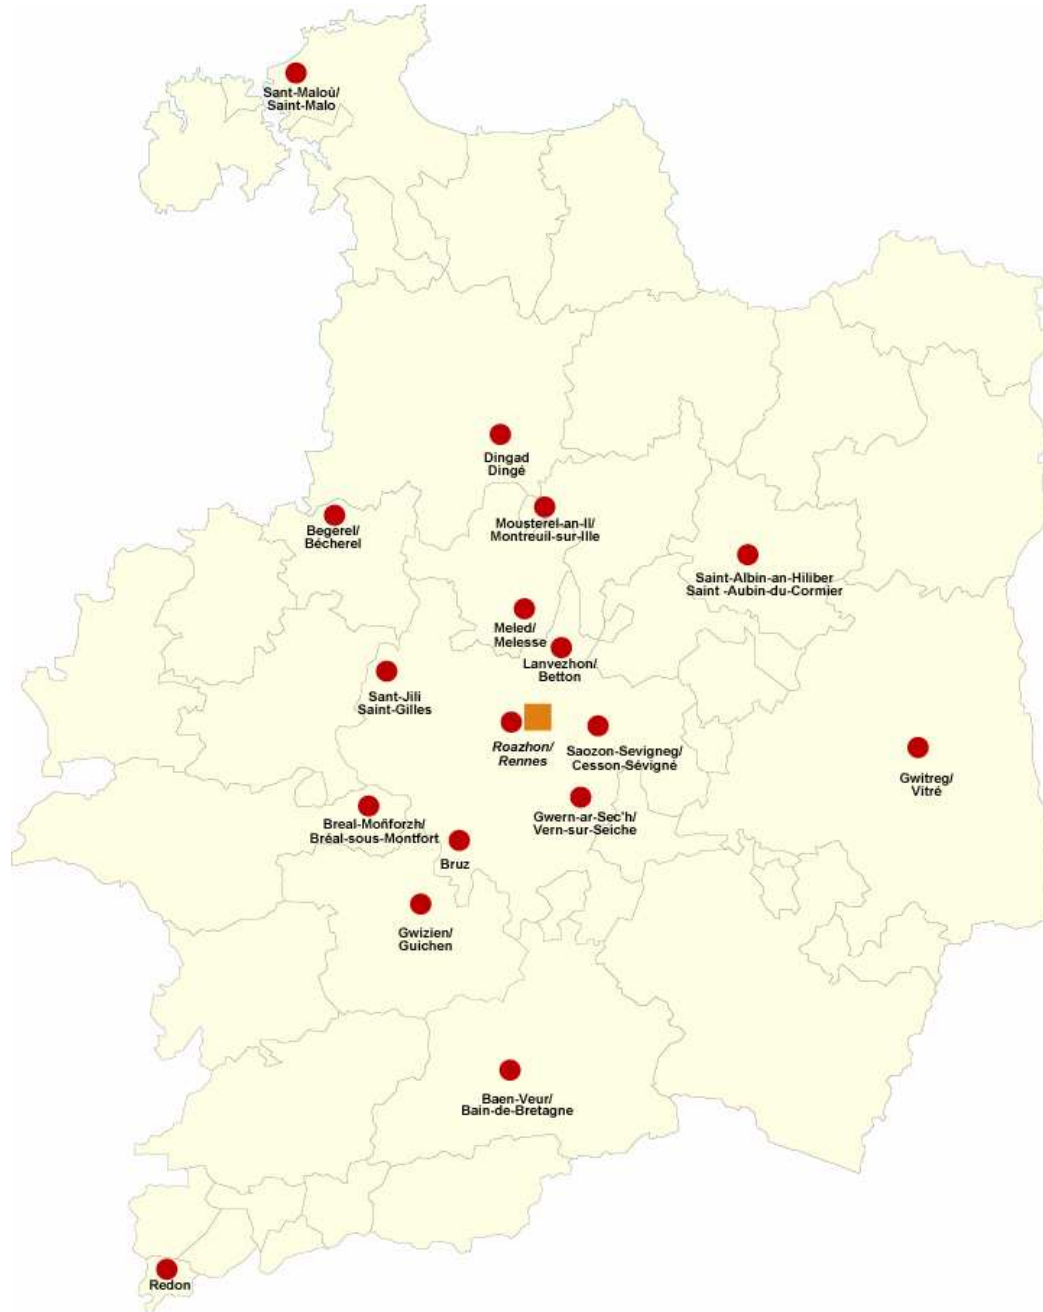 Sant-Maloù/
Saint-Malo
Dingad
Dingé
Mousterel-an-Il/
Montreuil-sur-Ille
Begerel/
Bécherel
Saint-Albin-an-Hiliber
Saint -Aubin-du-Cormier
Meled/
Melesse
Lanvezhon/
Betton
Sant-Jili
Saint-Gilles
Roazhon/
Rennes
Saozon-Sevigneg/
Cesson-Sévigné
Gwitreg/
Vitré
Breal-Moñforzh/
Bréal-sous-Montfort
Gwern-ar-Sec'h/
Vern-sur-Seiche
Bruz
Gwizien/
Guichen
Baen-Veur/
Bain-de-Bretagne
Redon